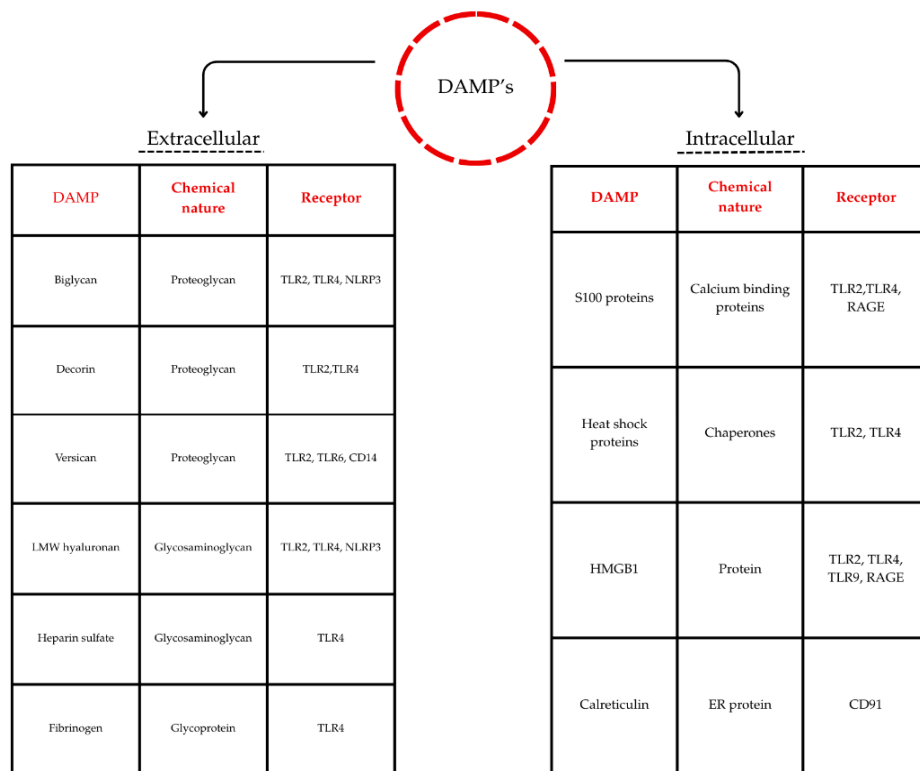 DAMP's
Extracellular
DAMP
Chemical
nature
Receptor
Biglycan
Proteoglycan
TLR2, TLR4, NLRP3
Decorin
Proteoglycan
TLR2,TLR4
Versican
Proteoglycan
TLR2, TLR6, CD14
LMW hyaluronan
Glycosaminoglycan
TLR2, TLR4, NLRP3
Heparin sulfate
Glycosaminoglycan
TLR4
Fibrinogen
Glycoprotein
TLR4
Intracellular
DAMP
Chemical
nature
Receptor
S100 proteins
Calcium binding
proteins
TLR2,TLR4,
RAGE
Heat shock
proteins
Chaperones
TLR2, TLR4
HMGB1
Protein
TLR2, TLR4,
TLR9, RAGE
Calreticulin
ER protein
CD91